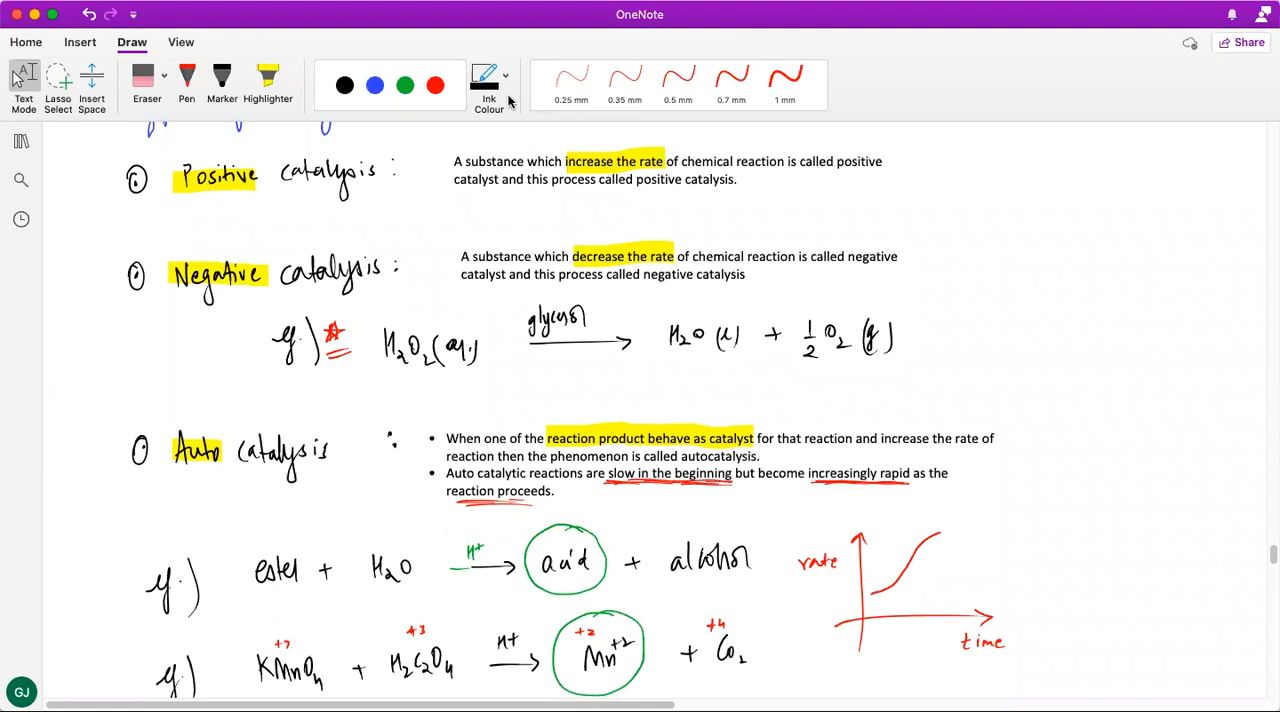 OneNote
Home Insert Draw View
Share
Text Mode
Lasso Select
Insert Space
Eraser
Pen
Marker
Highlighter
Ink Colour
0.25 mm
0.35 mm
0.5 mm
0.7 mm
1 mm
① Positive catalysis :
A substance which increase the rate of chemical reaction is called positive
catalyst and this process called positive catalysis.
① Negative catalysis :
A substance which decrease the rate of chemical reaction is called negative
catalyst and this process called negative catalysis
eg.) H₂O₂ (aq.) glycerol → H₂O (l) + 1/2 O₂ (g)
① Auto catalysis :
• When one of the reaction product behave as catalyst for that reaction and increase the rate of
reaction then the phenomenon is called autocatalysis.
• Auto catalytic reactions are slow in the beginning but become increasingly rapid as the
reaction proceeds.
eg.) ester + H₂O H⁺ → acid + alcohol
rate
time
+7 +3 +2 +4
eg.) KMnO₄ + H₂C₂O₄ H⁺ → Mn⁺² + CO₂
GJ